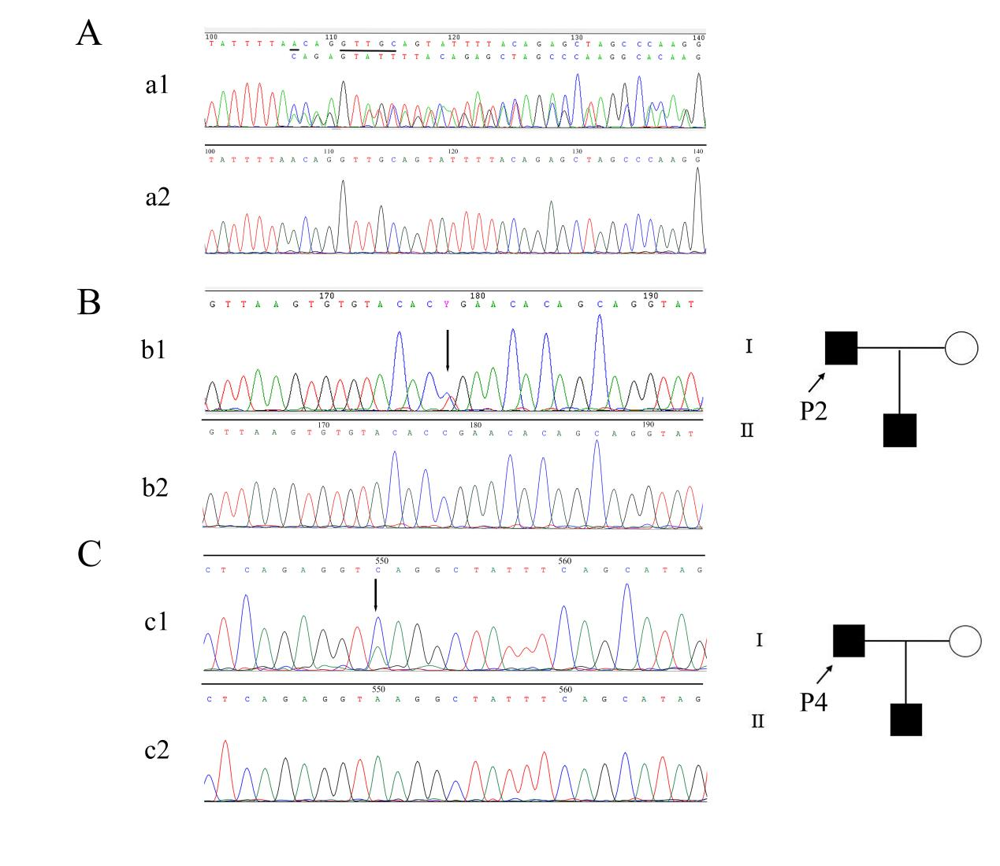 A
100 110 120 130 140
T A T T T T A A C A G G T T G C A G T A T T T T A C A G A G C T A G C C C A A G G
C A G A G T A T T T T A C A G A G C T A G C C C A A G G C A C A A G
a1
100 110 120 130 140
T A T T T T A A C A G G T T G C A G T A T T T T A C A G A G C T A G C C C A A G G
a2
B
170 180 190
G T T A A G T G T G T A C A C Y G A A C A C A G C A G G T A T
b1
I
P2
170 180 190
G T T A A G T G T G T A C A C C G A A C A C A G C A G G T A T
II
b2
C
550 560
C T C A G A G G T C A G G C T A T T T C A G C A T A G
c1
I
550 560
C T C A G A G G T A A G G C T A T T T C A G C A T A G
P4
II
c2